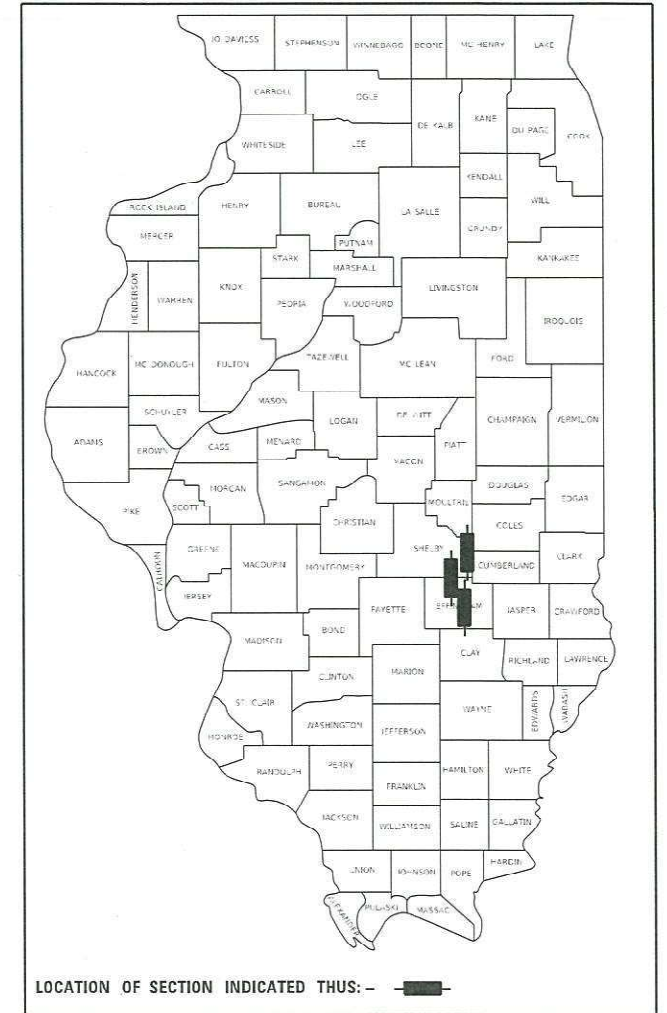 JO DAVIESS STEPHENSON WINNEBAGO BOONE MC HENRY LAKE
CARROLL OGLE DE KALB KANE DU PAGE COOK
WHITESIDE LEE
KENDALL
ROCK ISLAND HENRY BUREAU LA SALLE GRUNDY WILL
MERCER PUTNAM
STARK MARSHALL KANKAKEE
HENDERSON WARREN KNOX PEORIA WOODFORD LIVINGSTON
IROQUOIS
HANCOCK MC DONOUGH FULTON TAZEWELL MC LEAN FORD
MASON
SCHUYLER LOGAN DE WITT CHAMPAIGN VERMILION
ADAMS BROWN CASS MENARD PIATT
MACON
PIKE SCOTT MORGAN SANGAMON MOULTRIE DOUGLAS EDGAR
CHRISTIAN COLES
GREENE SHELBY CLARK
CALHOUN MACOUPIN MONTGOMERY CUMBERLAND
JERSEY FAYETTE JASPER CRAWFORD
MADISON BOND
CLAY RICHLAND LAWRENCE
CLINTON MARION
ST. CLAIR WAYNE EDWARDS WABASH
MONROE WASHINGTON JEFFERSON
RANDOLPH PERRY HAMILTON WHITE
FRANKLIN
JACKSON WILLIAMSON SALINE GALLATIN
UNION JOHNSON POPE HARDIN
ALEXANDER PULASKI MASSAC
LOCATION OF SECTION INDICATED THUS: –